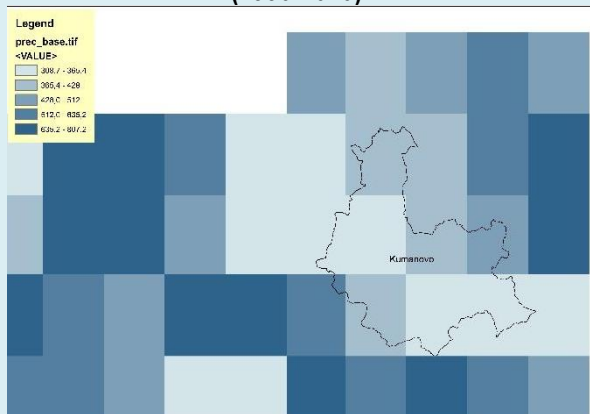 Legend
prec_base.tif
<VALUE>
308,7 - 365,4
365,4 - 428
428,0 - 512
512,0 - 635,2
635,2 - 807,2
Kumanovo